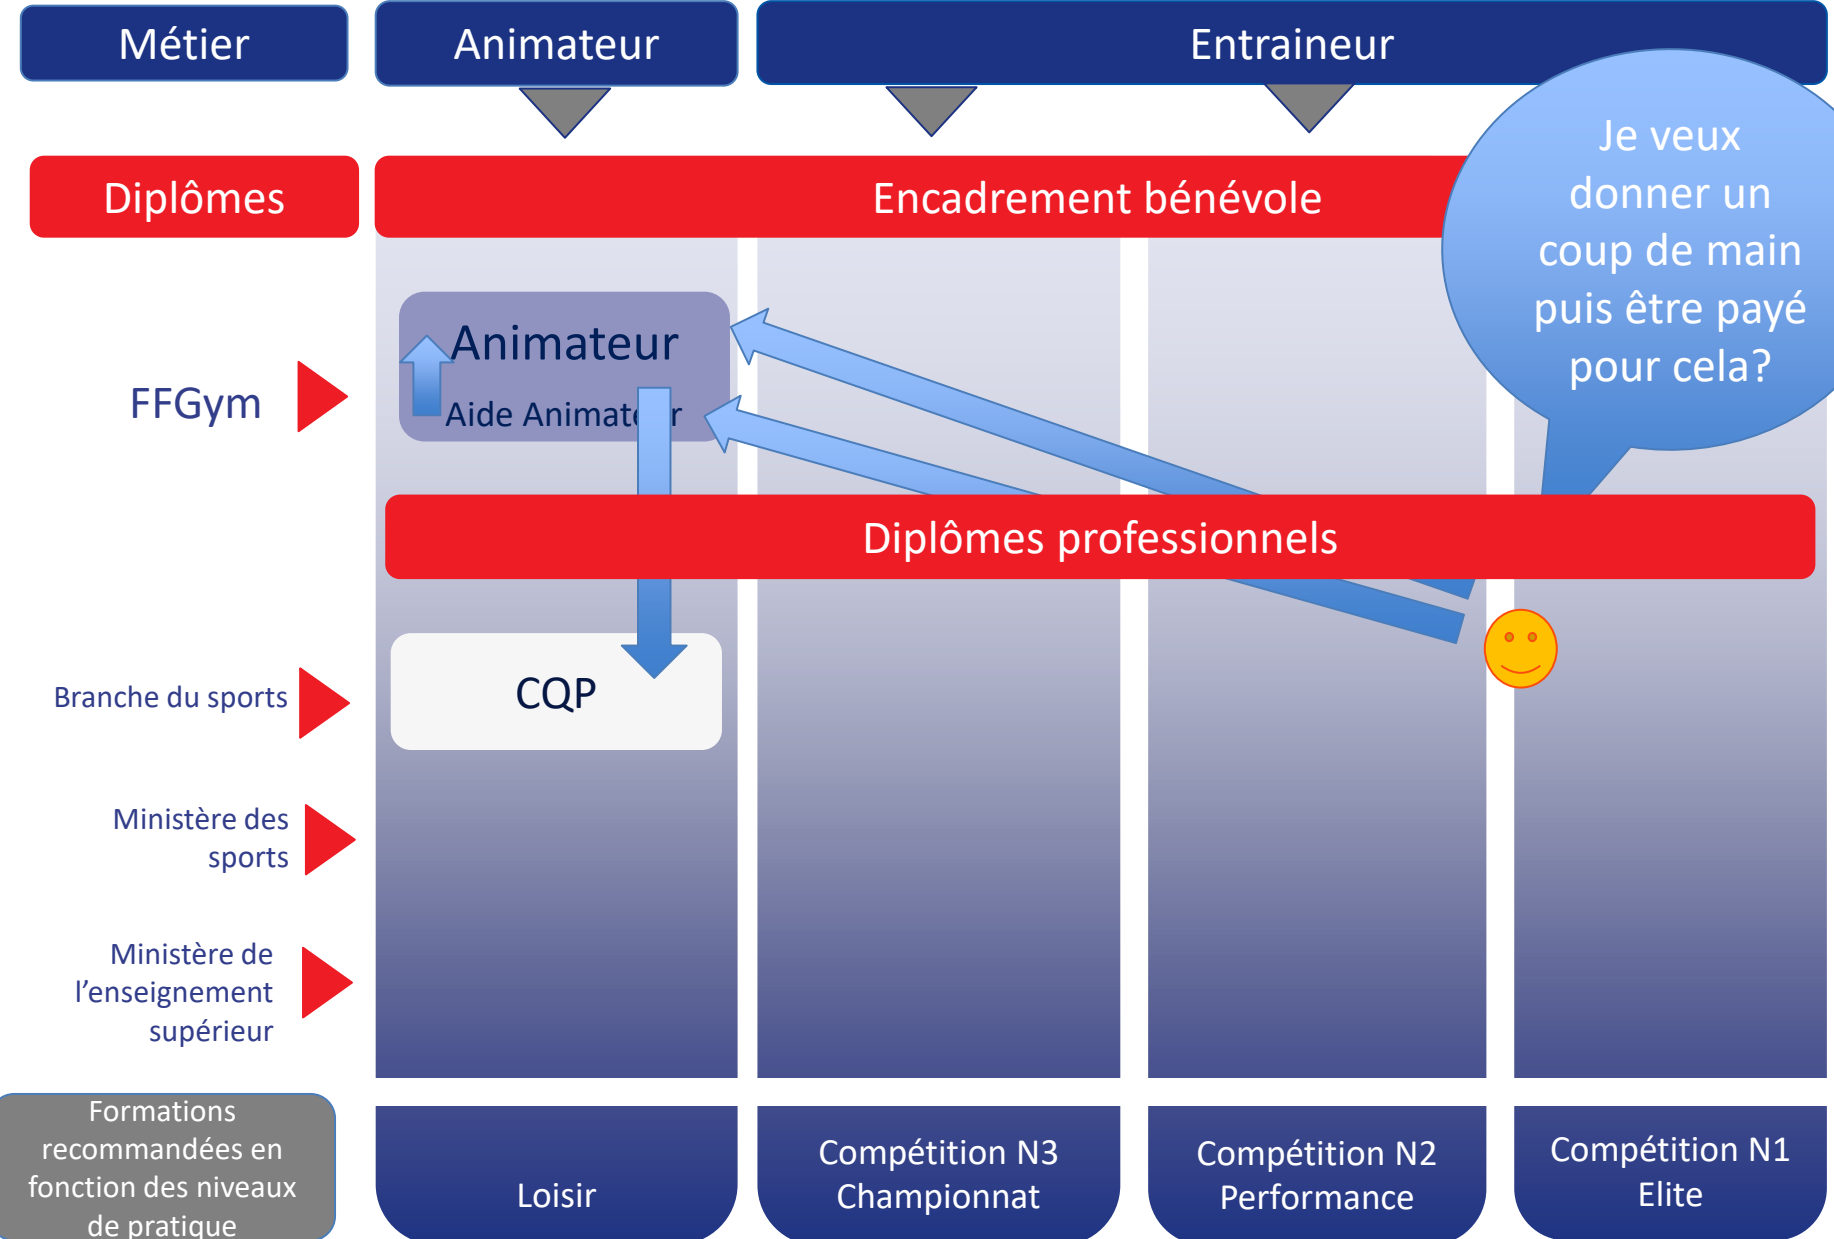 Métier
Animateur
Entraineur
Je veux
donner un
coup de main
puis être payé
pour cela?
Diplômes
Encadrement bénévole
Animateur
Aide Animateur
FFGym
Diplômes professionnels
Branche du sports
CQP
Ministère des
sports
Ministère de
l'enseignement
supérieur
Formations
recommandées en
fonction des niveaux
de pratique
Loisir
Compétition N3
Championnat
Compétition N2
Performance
Compétition N1
Elite